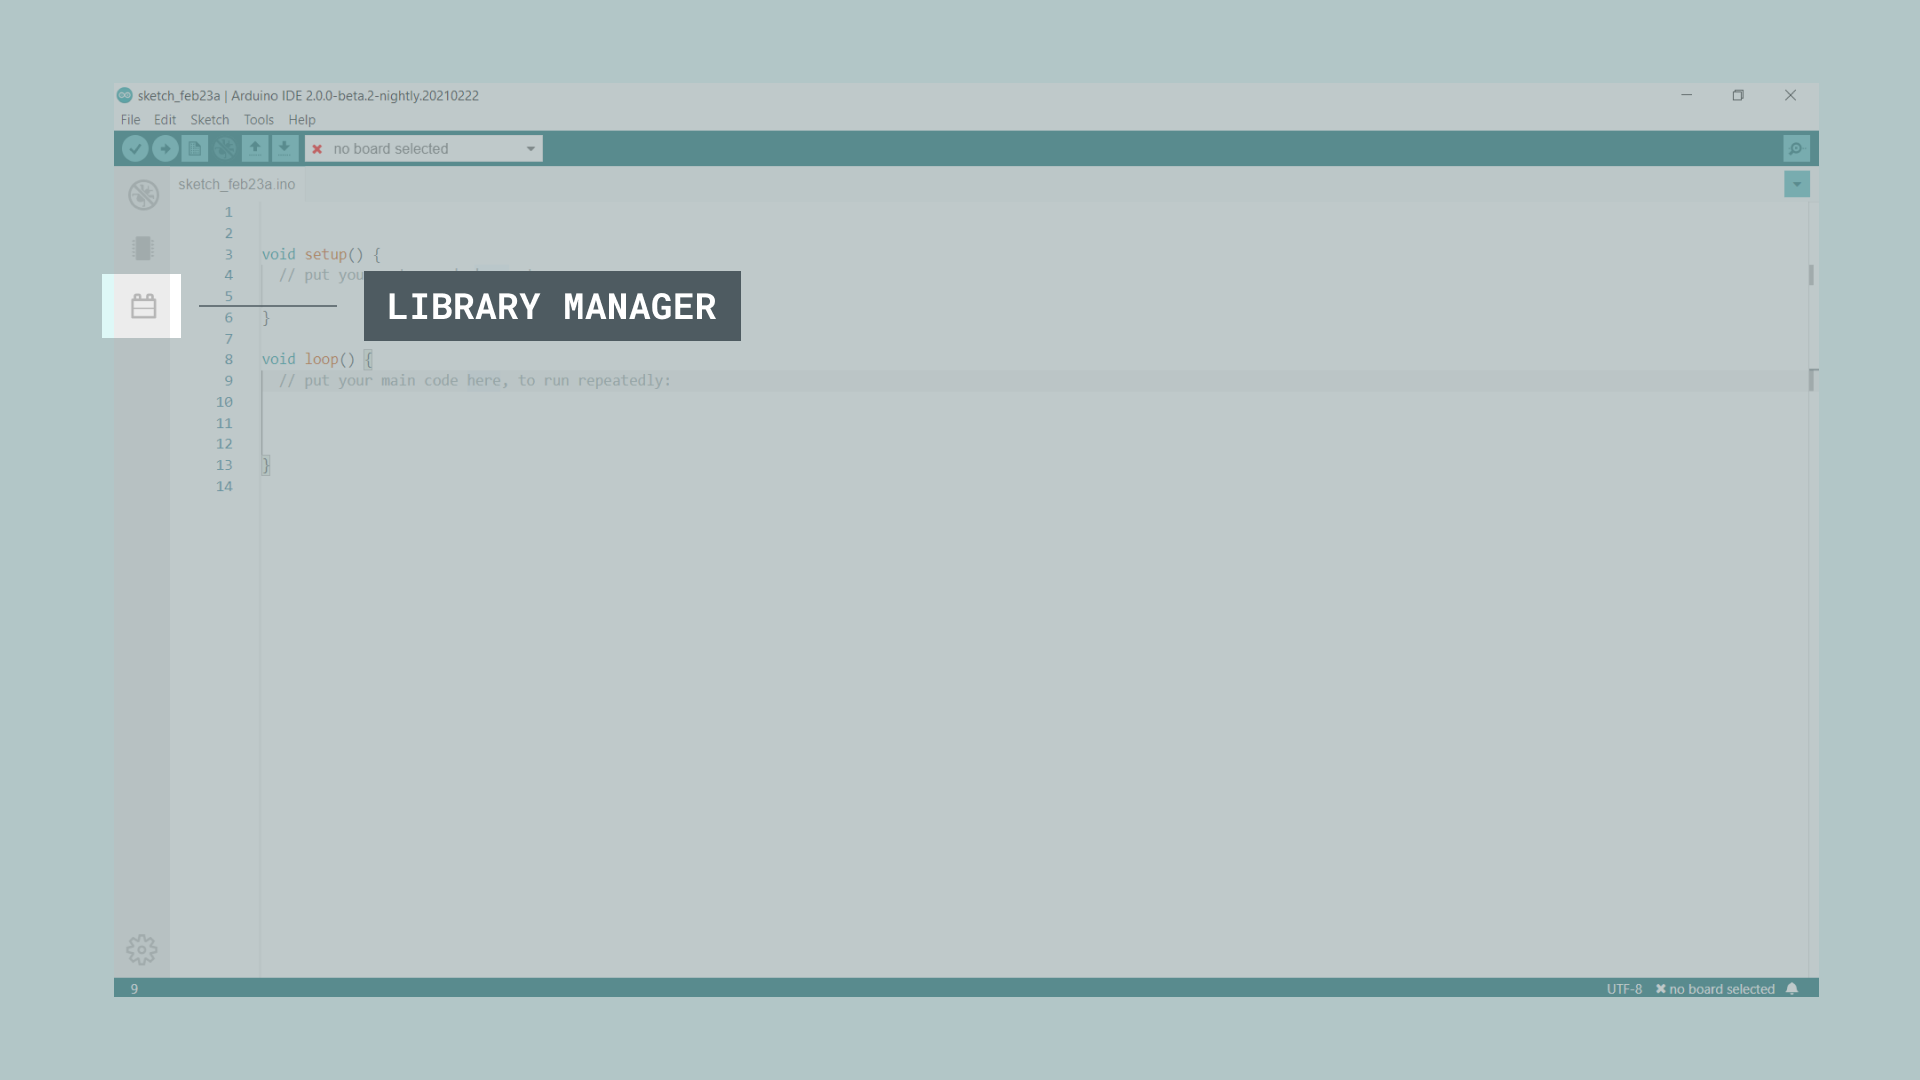 sketch_feb23a | Arduino IDE 2.0.0-beta.2-nightly.20210222
File Edit Sketch Tools Help
no board selected
sketch_feb23a.ino
1
2
3 void setup() {
4 // put you
5
6 }
LIBRARY MANAGER
7
8 void loop() {
9 // put your main code here, to run repeatedly:
10
11
12
13 }
14
9 UTF-8 no board selected